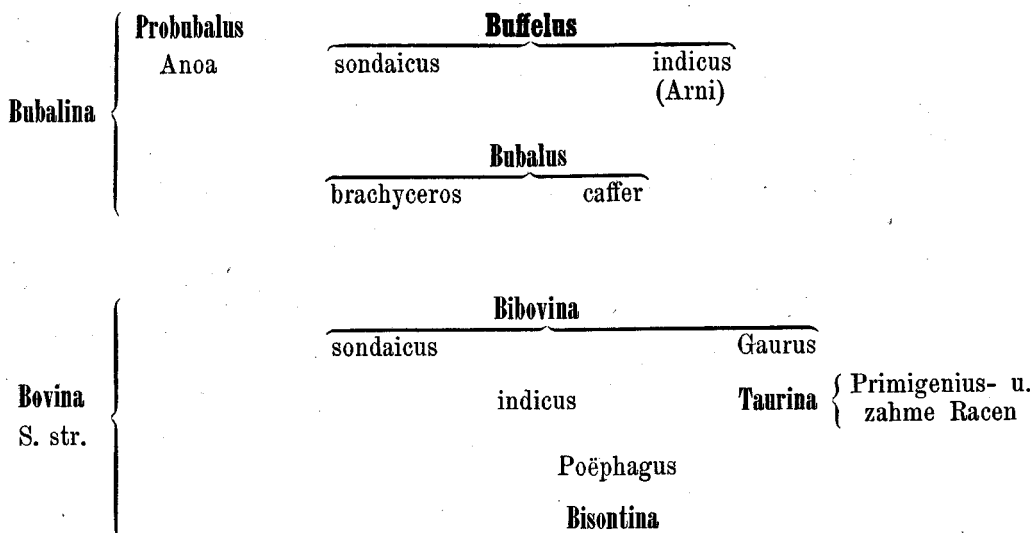 Probubalus Buffelus
Anoa sondaicus indicus
(Arni)
Bubalina
Bubalus
brachyceros caffer
Bibovina
sondaicus Gaurus
Bovina indicus Taurina Primigenius- u.
S. str. zahme Racen
Poëphagus
Bisontina